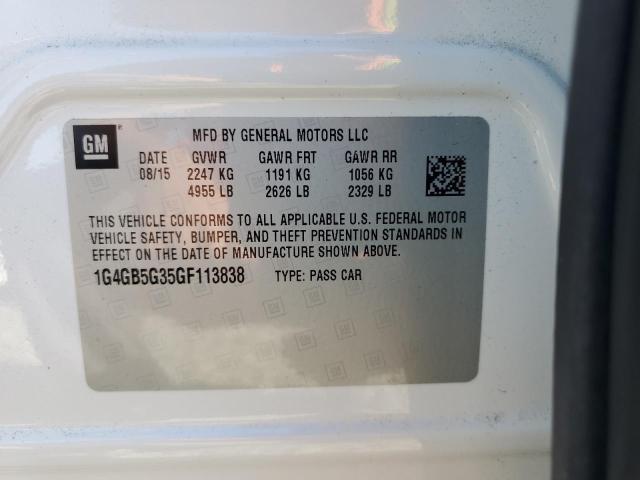 GM MFD BY GENERAL MOTORS LLC
DATE GVWR GAWR FRT GAWR RR
08/15 2247 KG 1191 KG 1056 KG
4955 LB 2626 LB 2329 LB
THIS VEHICLE CONFORMS TO ALL APPLICABLE U.S. FEDERAL MOTOR
VEHICLE SAFETY, BUMPER, AND THEFT PREVENTION STANDARDS IN
EFFECT ON THE DATE OF MANUFACTURE SHOWN ABOVE.
1G4GB5G35GF113838 TYPE: PASS CAR